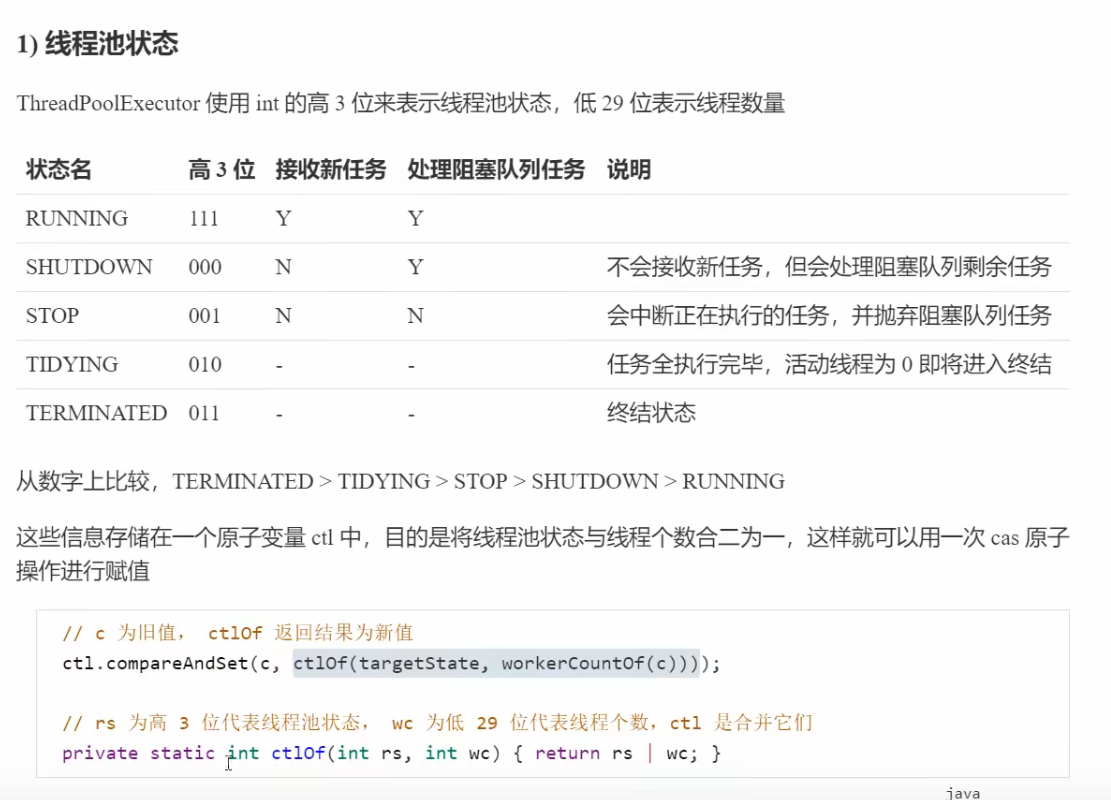 1) 线程池状态
ThreadPoolExecutor 使用 int 的高 3 位来表示线程池状态，低 29 位表示线程数量
状态名 高 3 位 接收新任务 处理阻塞队列任务 说明
RUNNING 111 Y Y
SHUTDOWN 000 N Y 不会接收新任务，但会处理阻塞队列剩余任务
STOP 001 N N 会中断正在执行的任务，并抛弃阻塞队列任务
TIDYING 010 - - 任务全执行完毕，活动线程为 0 即将进入终结
TERMINATED 011 - - 终结状态
从数字上比较，TERMINATED > TIDYING > STOP > SHUTDOWN > RUNNING
这些信息存储在一个原子变量 ctl 中，目的是将线程池状态与线程个数合二为一，这样就可以用一次 cas 原子
操作进行赋值
// c 为旧值， ctlOf 返回结果为新值
ctl.compareAndSet(c, ctlOf(targetState, workerCountOf(c))));
// rs 为高 3 位代表线程池状态， wc 为低 29 位代表线程个数，ctl 是合并它们
private static int ctlOf(int rs, int wc) { return rs | wc; }
java